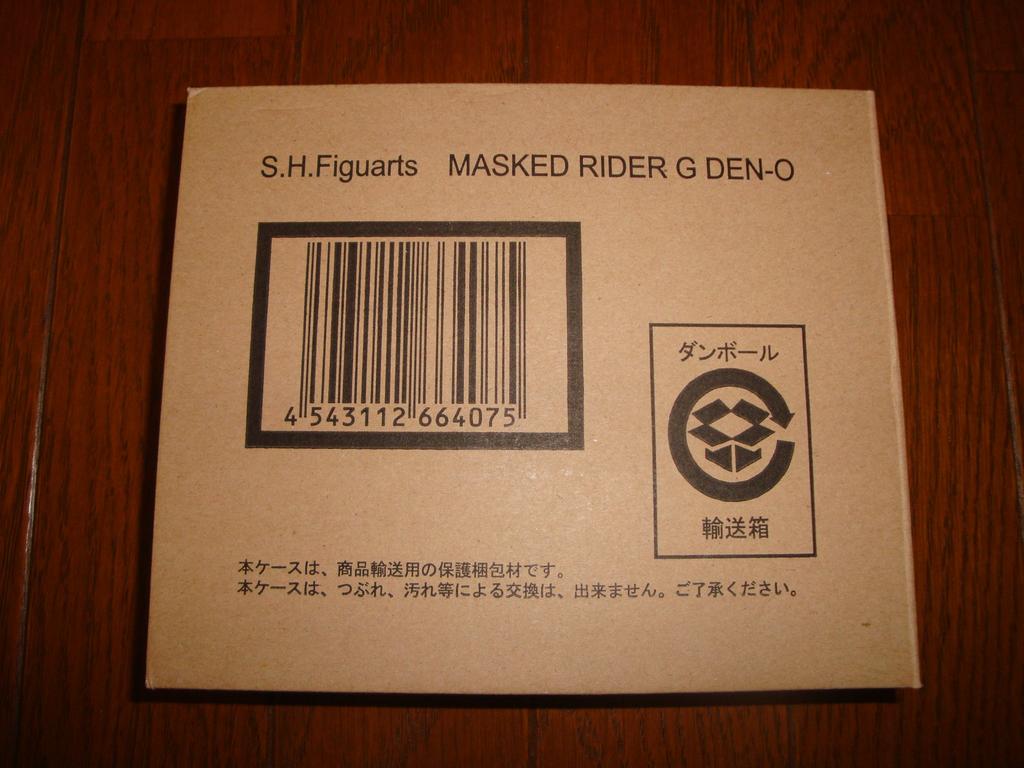 S.H.Figuarts MASKED RIDER G DEN-O
4 543112 664075
ダンボール
輸送箱
本ケースは、商品輸送用の保護梱包材です。
本ケースは、つぶれ、汚れ等による交換は、出来ません。ご了承ください。